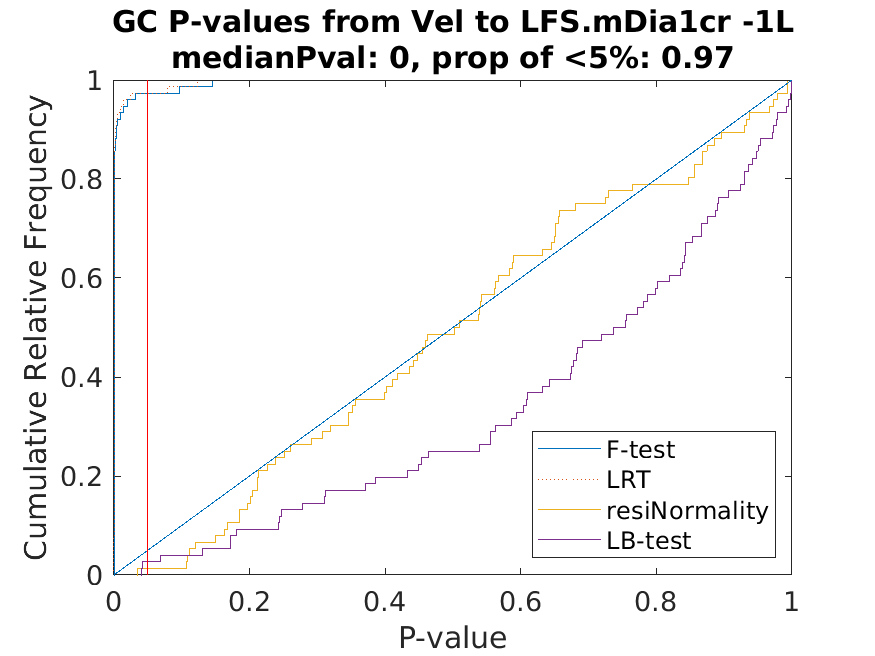 GC P-values from Vel to LFS.mDia1cr -1L
medianPval: 0, prop of <5%: 0.97
Cumulative Relative Frequency
1
0.8
0.6
0.4
0.2
0
F-test
LRT
resiNormality
LB-test
0 0.2 0.4 0.6 0.8 1
P-value